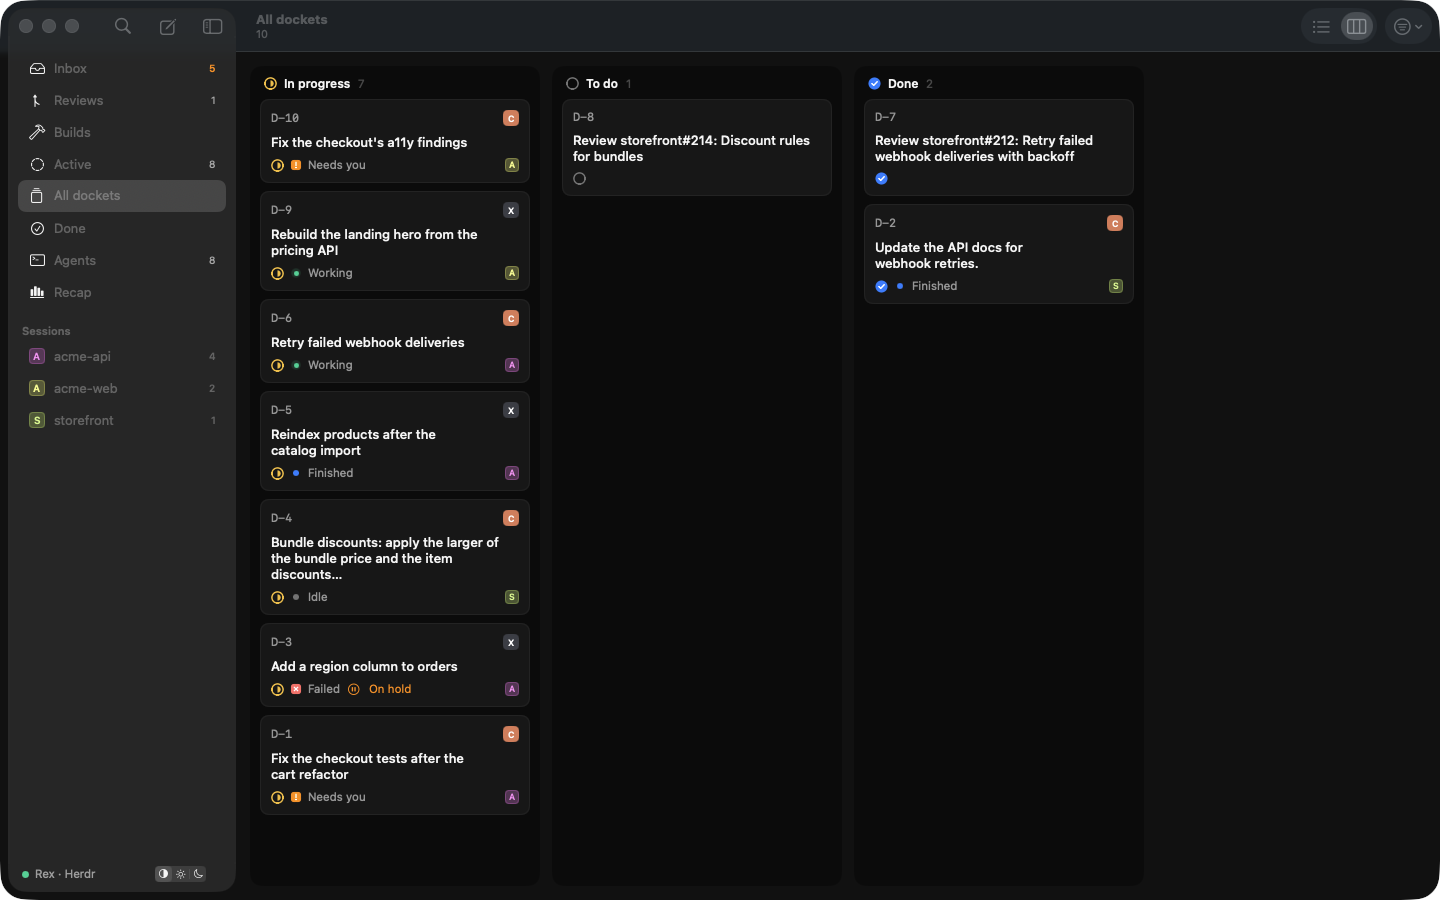 All dockets
10
Inbox 5
Reviews 1
Builds
Active 8
All dockets
Done
Agents 8
Recap
Sessions
A acme-api 4
A acme-web 2
S storefront 1
Rex · Herdr
In progress 7
D-10 C
Fix the checkout's a11y findings
Needs you A
D-9 X
Rebuild the landing hero from the
pricing API
Working A
D-6 C
Retry failed webhook deliveries
Working A
D-5 X
Reindex products after the
catalog import
Finished A
D-4 C
Bundle discounts: apply the larger of
the bundle price and the item
discounts...
Idle S
D-3 X
Add a region column to orders
Failed On hold A
D-1 C
Fix the checkout tests after the
cart refactor
Needs you A
To do 1
D-8
Review storefront#214: Discount rules
for bundles
Done 2
D-7
Review storefront#212: Retry failed
webhook deliveries with backoff
D-2 C
Update the API docs for
webhook retries.
Finished S